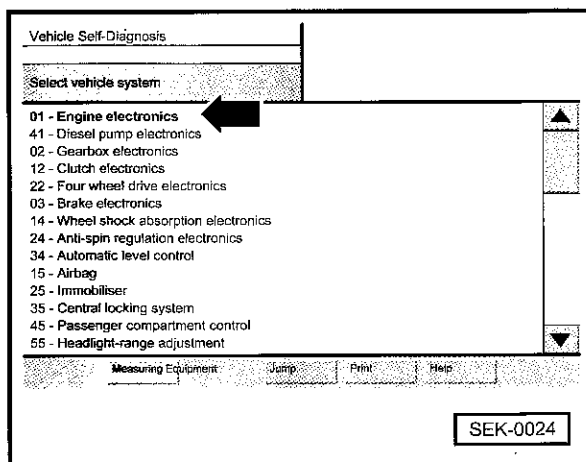 Vehicle Self-Diagnosis
Select vehicle system
01 - Engine electronics
41 - Diesel pump electronics
02 - Gearbox electronics
12 - Clutch electronics
22 - Four wheel drive electronics
03 - Brake electronics
14 - Wheel shock absorption electronics
24 - Anti-spin regulation electronics
34 - Automatic level control
15 - Airbag
25 - Immobiliser
35 - Central locking system
45 - Passenger compartment control
55 - Headlight-range adjustment
Measuring Equipment Jump Print Help
SEK-0024